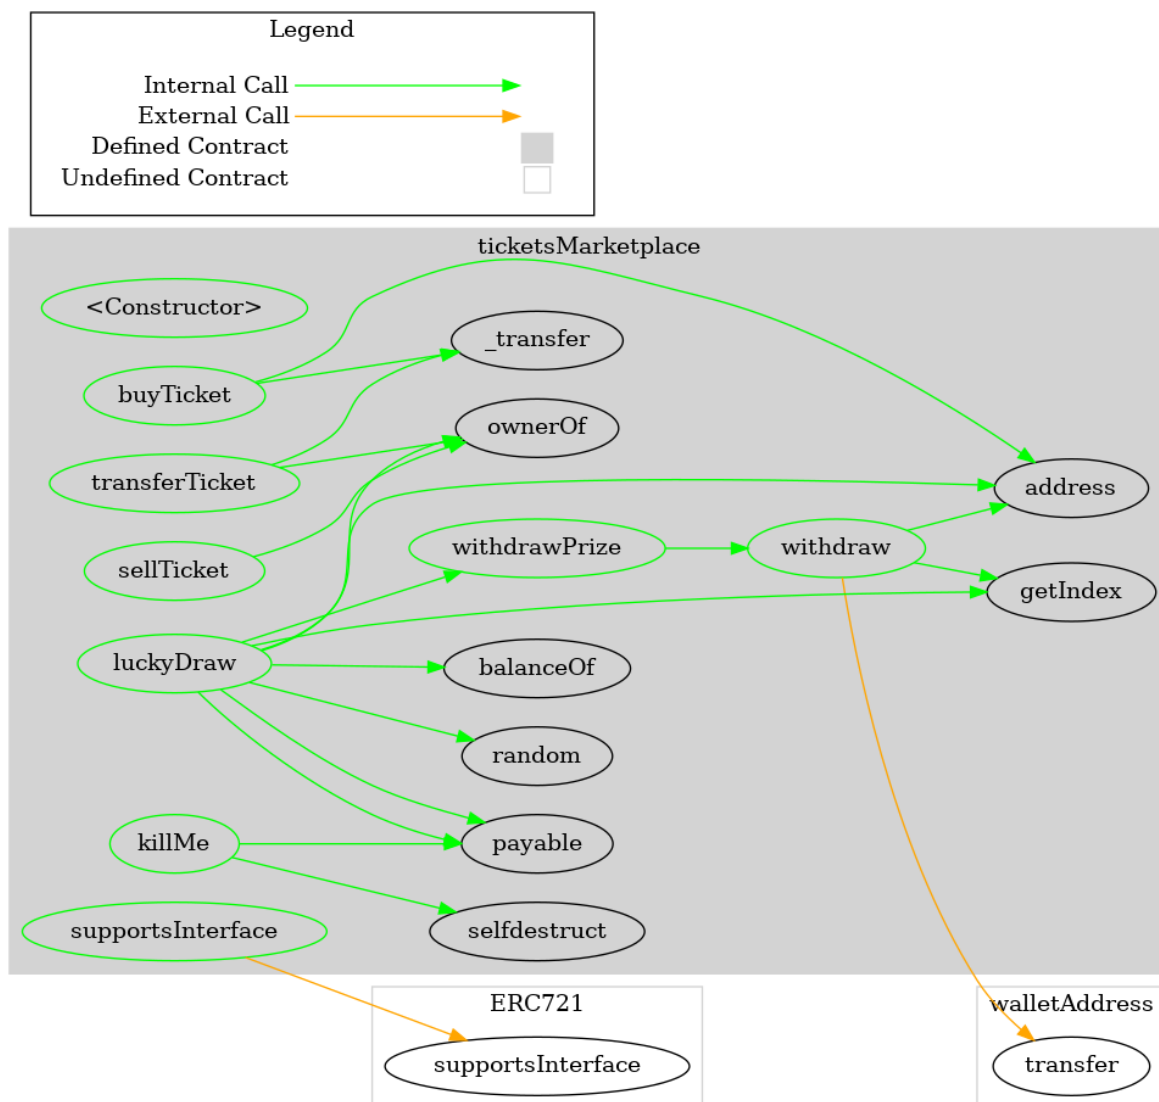 Legend
Internal Call
External Call
Defined Contract
Undefined Contract
ticketsMarketplace
<Constructor>
_transfer
buyTicket
ownerOf
transferTicket
address
withdrawPrize
withdraw
sellTicket
getIndex
luckyDraw
balanceOf
random
killMe
payable
supportsInterface
selfdestruct
ERC721
walletAddress
supportsInterface
transfer